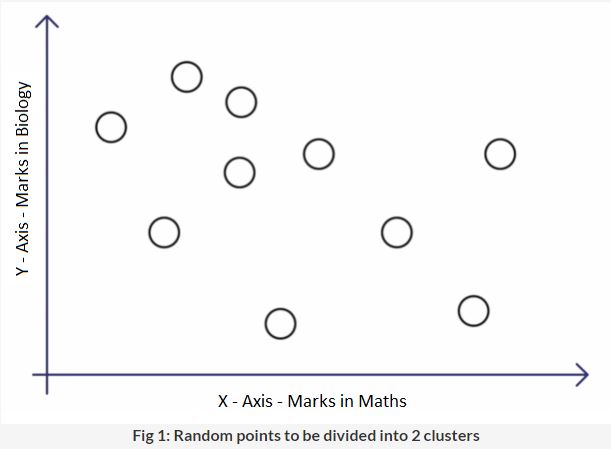 Y - Axis - Marks in Biology
X - Axis - Marks in Maths
Fig 1: Random points to be divided into 2 clusters